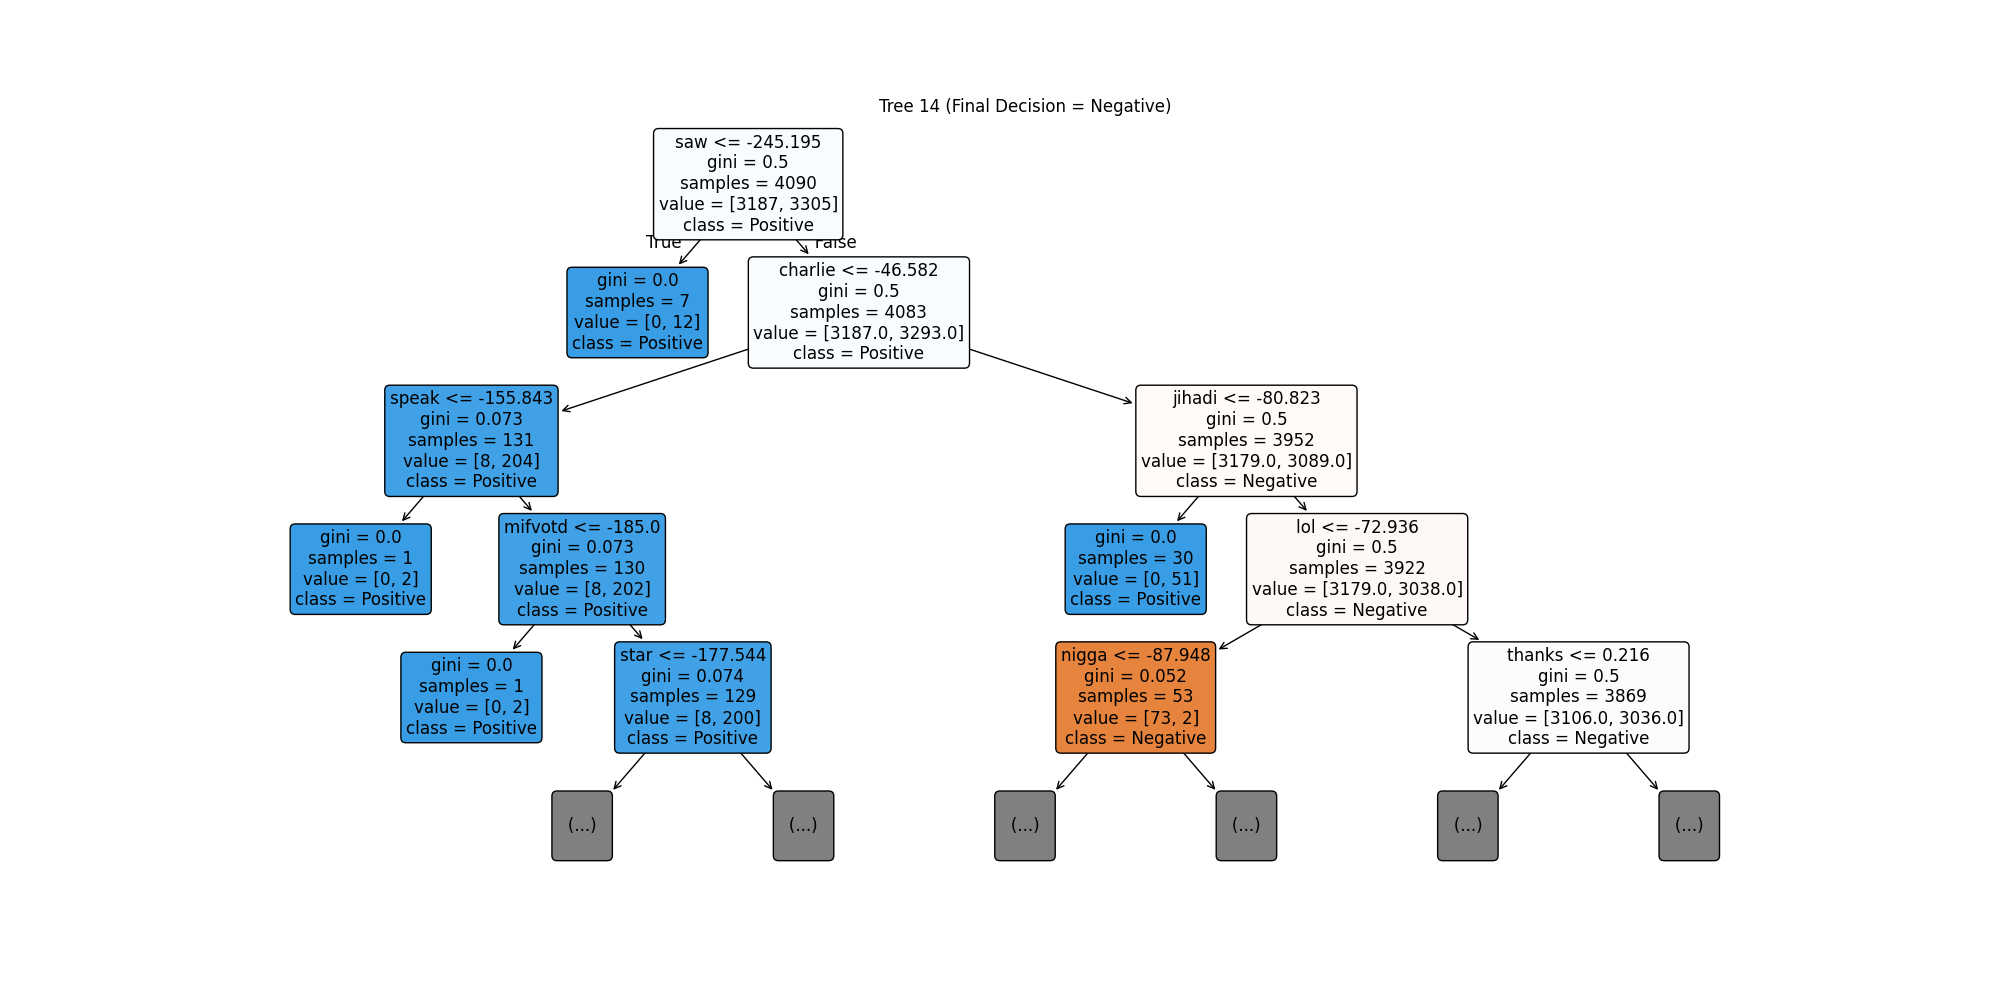 Tree 14 (Final Decision = Negative)
saw <= -245.195
gini = 0.5
samples = 4090
value = [3187, 3305]
class = Positive
True
False
gini = 0.0
samples = 7
value = [0, 12]
class = Positive
charlie <= -46.582
gini = 0.5
samples = 4083
value = [3187.0, 3293.0]
class = Positive
speak <= -155.843
gini = 0.073
samples = 131
value = [8, 204]
class = Positive
jihadi <= -80.823
gini = 0.5
samples = 3952
value = [3179.0, 3089.0]
class = Negative
gini = 0.0
samples = 1
value = [0, 2]
class = Positive
mifvotd <= -185.0
gini = 0.073
samples = 130
value = [8, 202]
class = Positive
gini = 0.0
samples = 30
value = [0, 51]
class = Positive
lol <= -72.936
gini = 0.5
samples = 3922
value = [3179.0, 3038.0]
class = Negative
gini = 0.0
samples = 1
value = [0, 2]
class = Positive
star <= -177.544
gini = 0.074
samples = 129
value = [8, 200]
class = Positive
nigga <= -87.948
gini = 0.052
samples = 53
value = [73, 2]
class = Negative
thanks <= 0.216
gini = 0.5
samples = 3869
value = [3106.0, 3036.0]
class = Negative
(...)
(...)
(...)
(...)
(...)
(...)